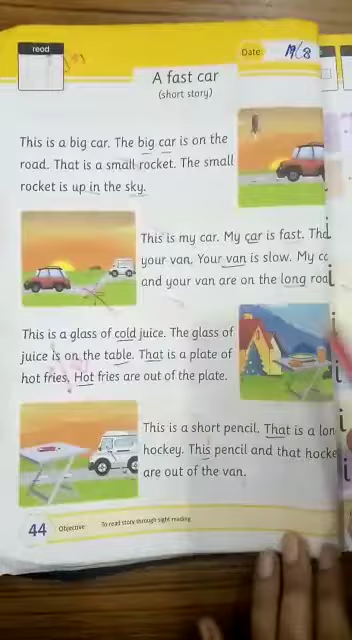 read
Date:
19/8
A fast car
(short story)
This is a big car. The big car is on the
road. That is a small rocket. The small
rocket is up in the sky.
This is my car. My car is fast.
your van. Your van is slow. My
and your van are on the long
This is a glass of cold juice. The glass of
juice is on the table. That is a plate of
hot fries. Hot fries are out of the plate.
This is a short pencil. That is a
hockey. This pencil and that
are out of the van.
44
Objective
To read story through sight reading